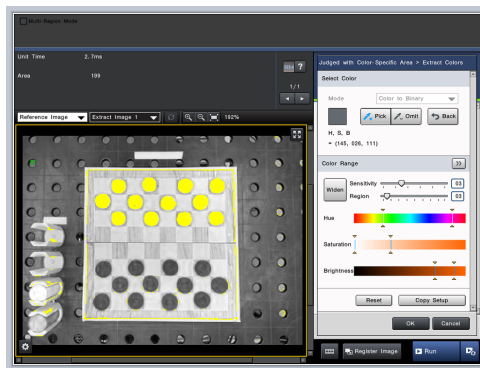 Multi-Region Mode
Unit Time 2.7ms
Area 199
1/1
Reference Image Extract Image 1 192%
Judged with Color-Specific Area > Extract Colors
Select Color
Mode Color to Binary
Pick Omit Back
H, S, B
= (145, 026, 111)
Color Range
Widen
Sensitivity 03
Region 03
Hue
Saturation
Brightness
Reset Copy Setup
OK Cancel
Register Image Run